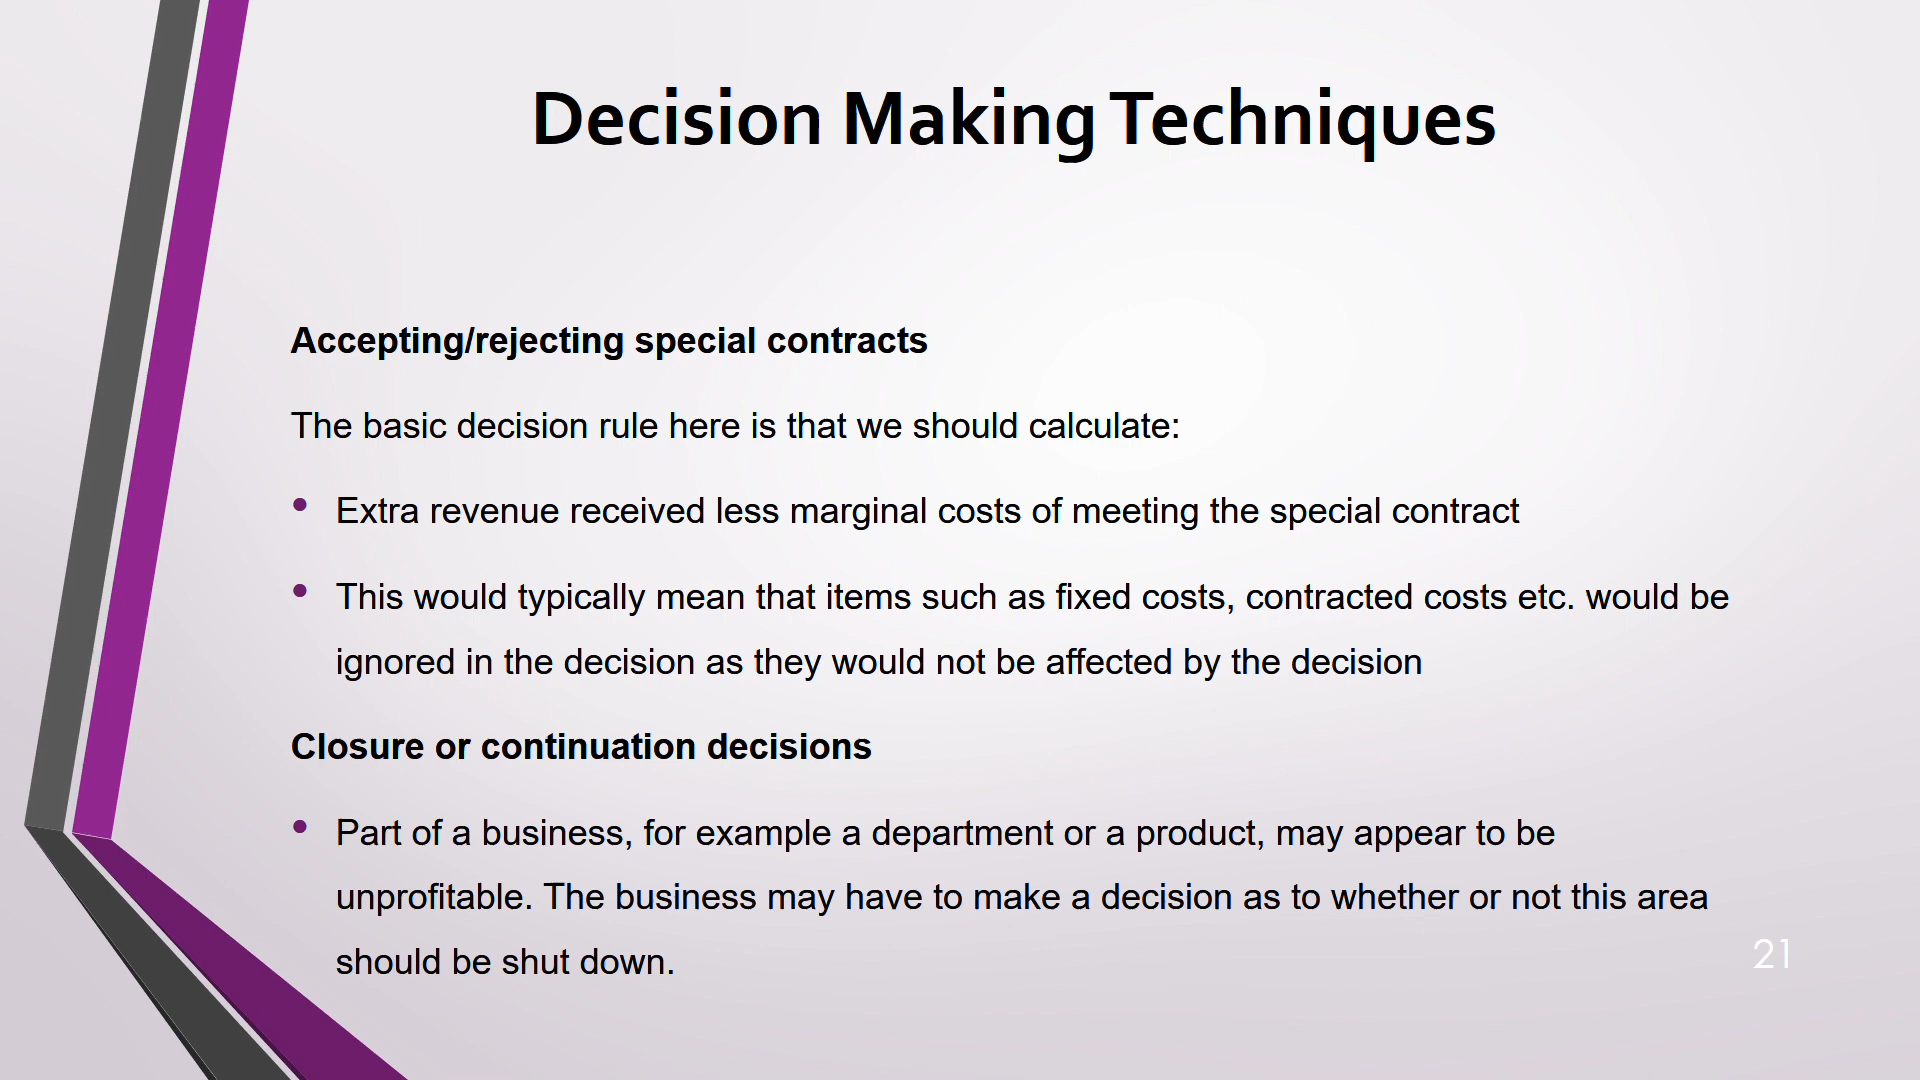 Decision Making Techniques
Accepting/rejecting special contracts
The basic decision rule here is that we should calculate:
• Extra revenue received less marginal costs of meeting the special contract
• This would typically mean that items such as fixed costs, contracted costs etc. would be
ignored in the decision as they would not be affected by the decision
Closure or continuation decisions
• Part of a business, for example a department or a product, may appear to be
unprofitable. The business may have to make a decision as to whether or not this area
should be shut down.
21